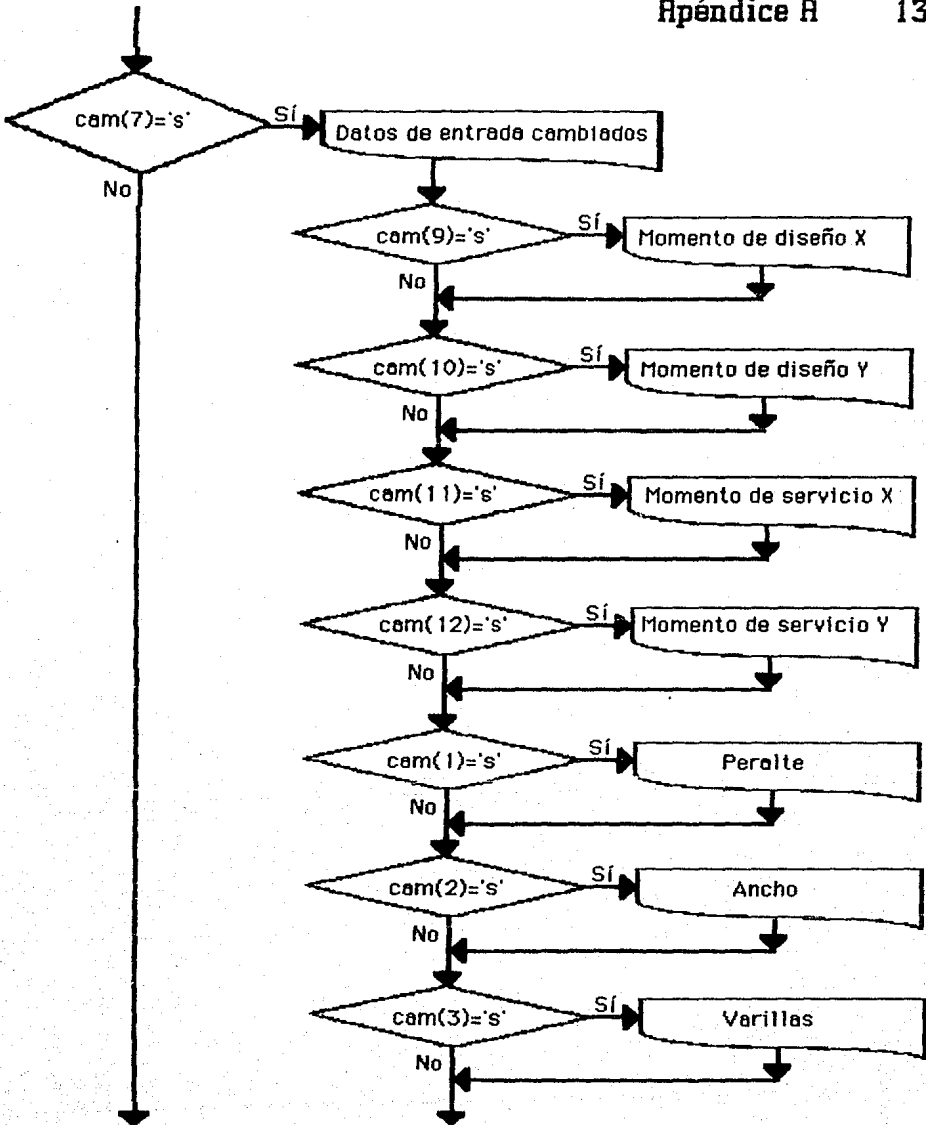 Apéndice A 13
cam(7)='s'
Sí
Datos de entrada cambiados
No
cam(9)='s'
Sí
Momento de diseño X
No
cam(10)='s'
Sí
Momento de diseño Y
No
cam(11)='s'
Sí
Momento de servicio X
No
cam(12)='s'
Sí
Momento de servicio Y
No
cam(1)='s'
Sí
Peralte
No
cam(2)='s'
Sí
Ancho
No
cam(3)='s'
Sí
Varillas
No